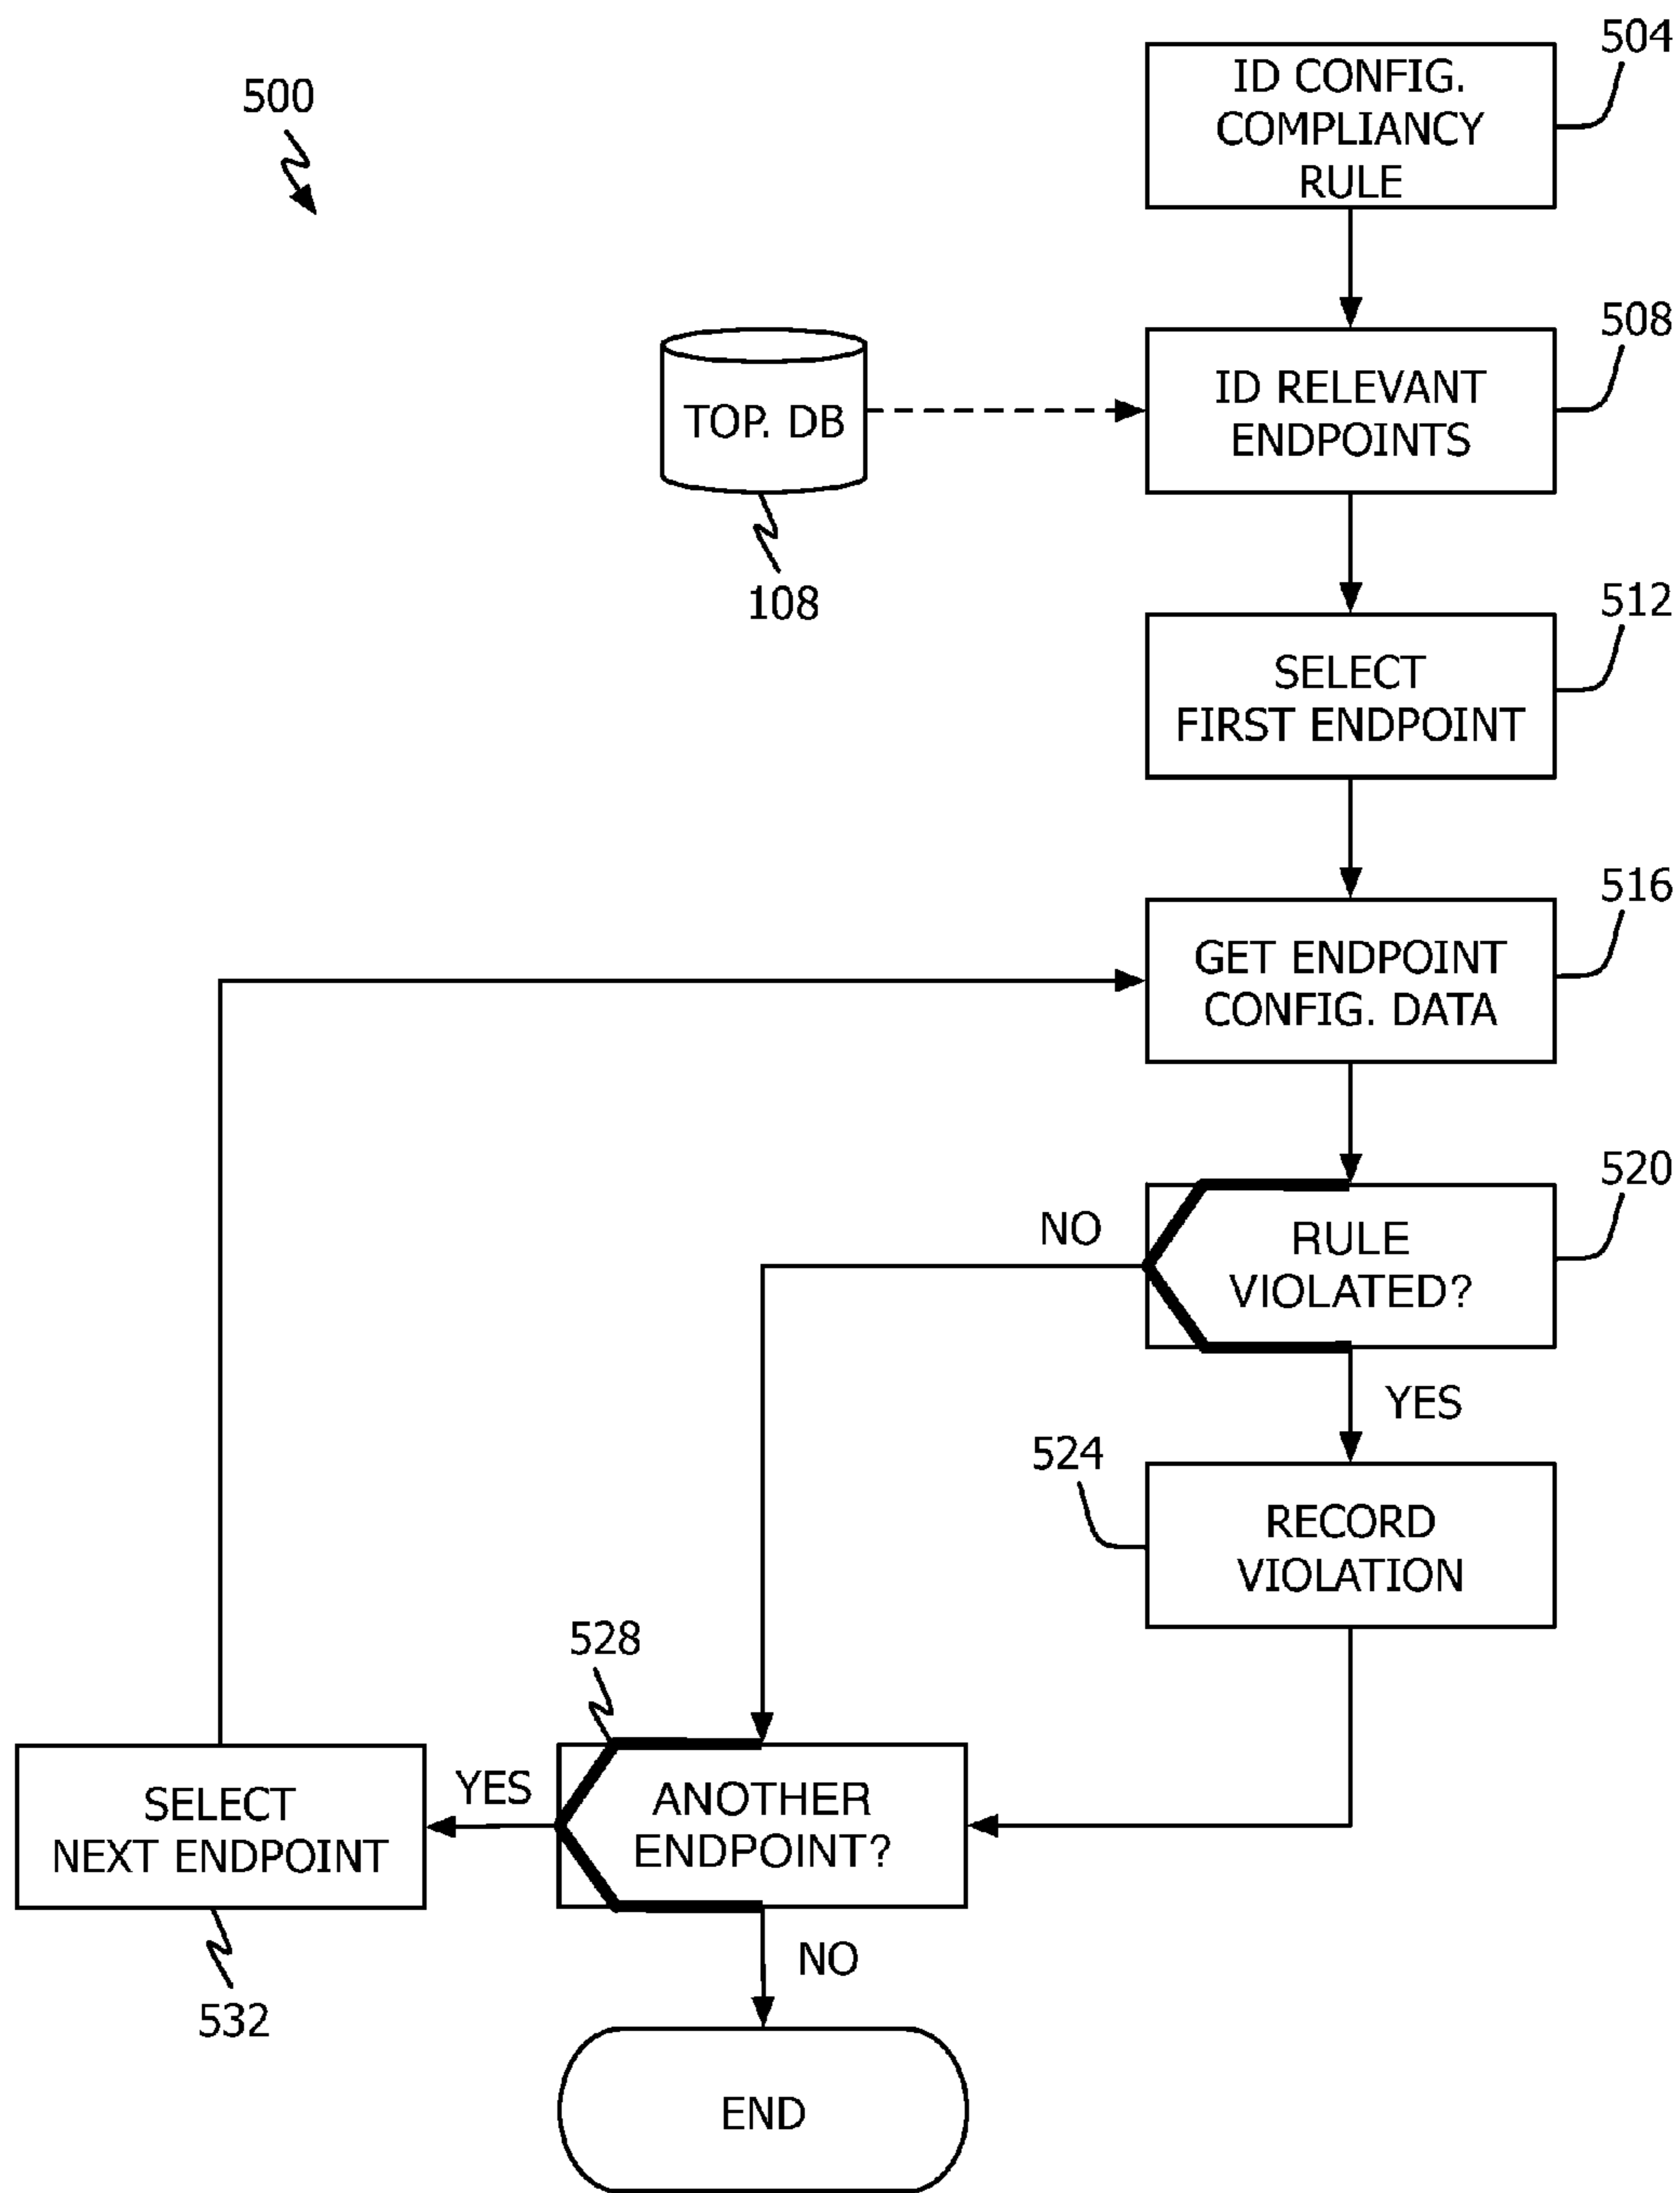 500
504
ID CONFIG.
COMPLIANCY
RULE
508
TOP. DB
ID RELEVANT
ENDPOINTS
108
512
SELECT
FIRST ENDPOINT
516
GET ENDPOINT
CONFIG. DATA
520
NO
RULE
VIOLATED?
YES
524
RECORD
VIOLATION
528
SELECT
NEXT ENDPOINT
YES
ANOTHER
ENDPOINT?
532
NO
END